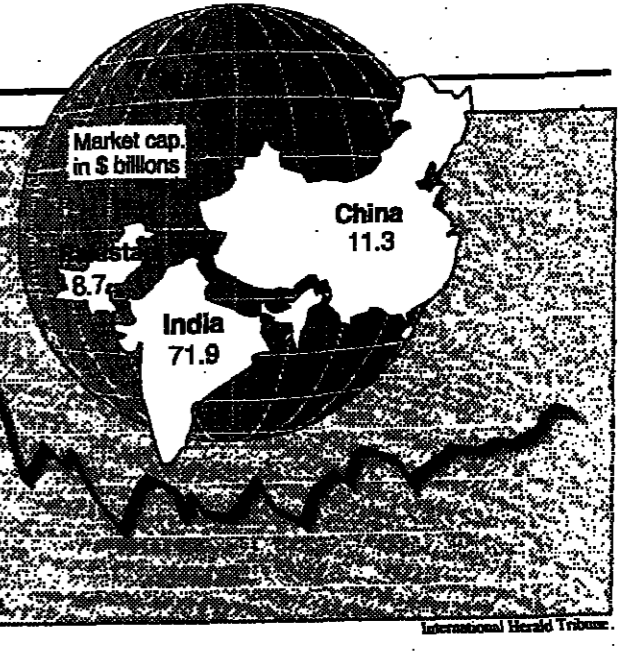 Market cap.
in $ billions
China
11.3
8.7
India
71.9
International Herald Tribune.